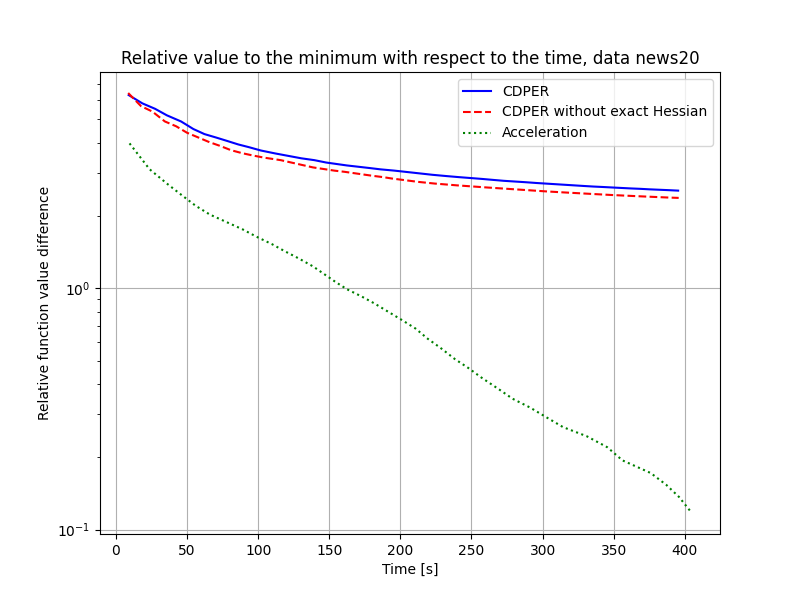 Relative value to the minimum with respect to the time, data news20
CDPER
CDPER without exact Hessian
Acceleration
Relative function value difference
10⁰
10⁻¹
0 50 100 150 200 250 300 350 400
Time [s]